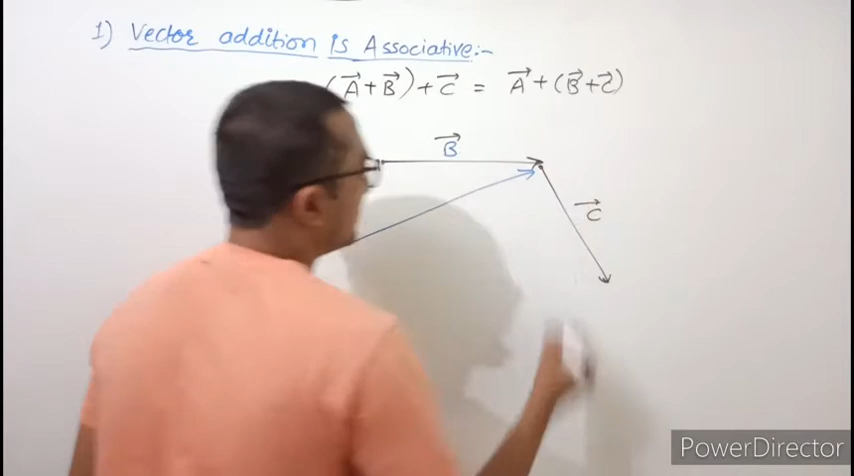 1) Vector addition is Associative:-
(A⃗+B⃗)+C⃗ = A⃗+(B⃗+C⃗)
B⃗
C⃗
PowerDirector